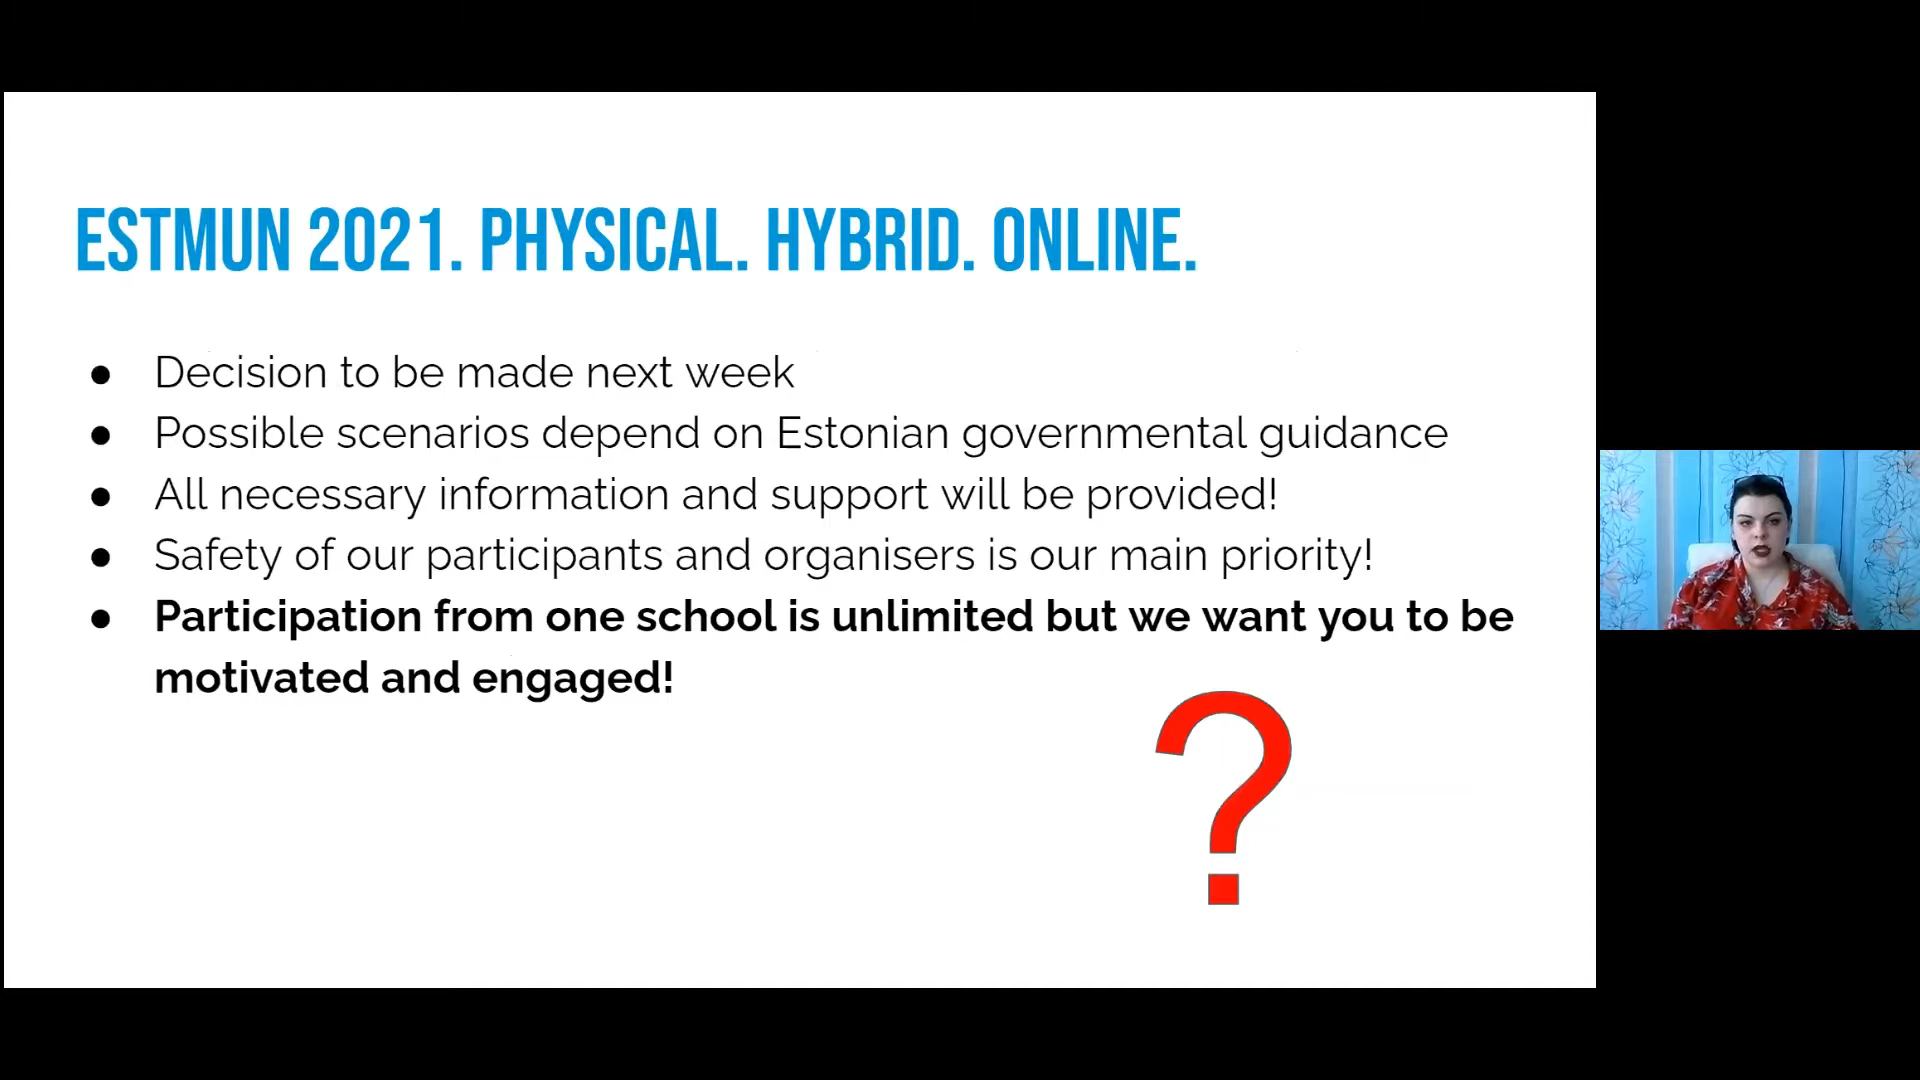 ESTMUN 2021. PHYSICAL. HYBRID. ONLINE.
● Decision to be made next week
● Possible scenarios depend on Estonian governmental guidance
● All necessary information and support will be provided!
● Safety of our participants and organisers is our main priority!
● Participation from one school is unlimited but we want you to be
motivated and engaged!
?